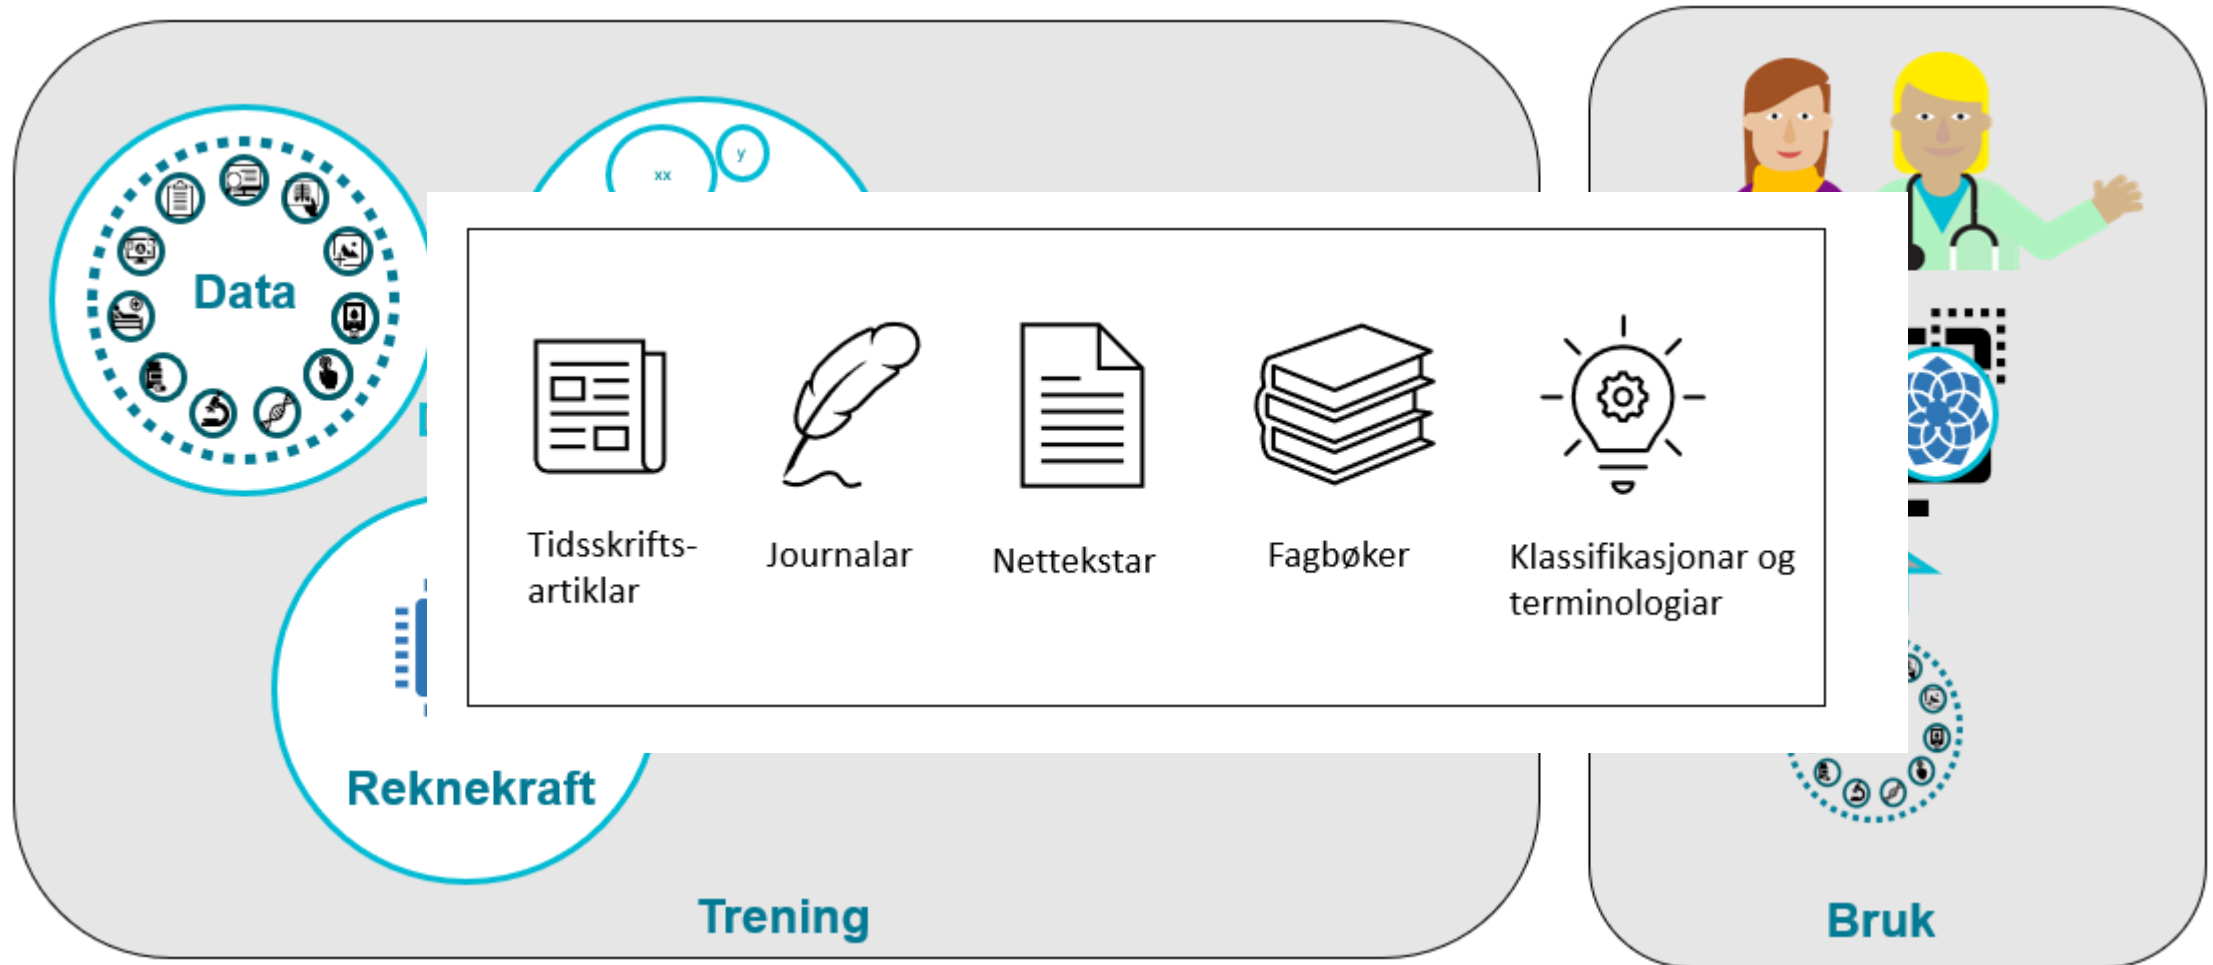 xx
y
Data
Tidsskrifts-
artiklar
Journalar
Nettekstar
Fagbøker
Klassifikasjonar og
terminologiar
Reknekraft
Trening
Bruk